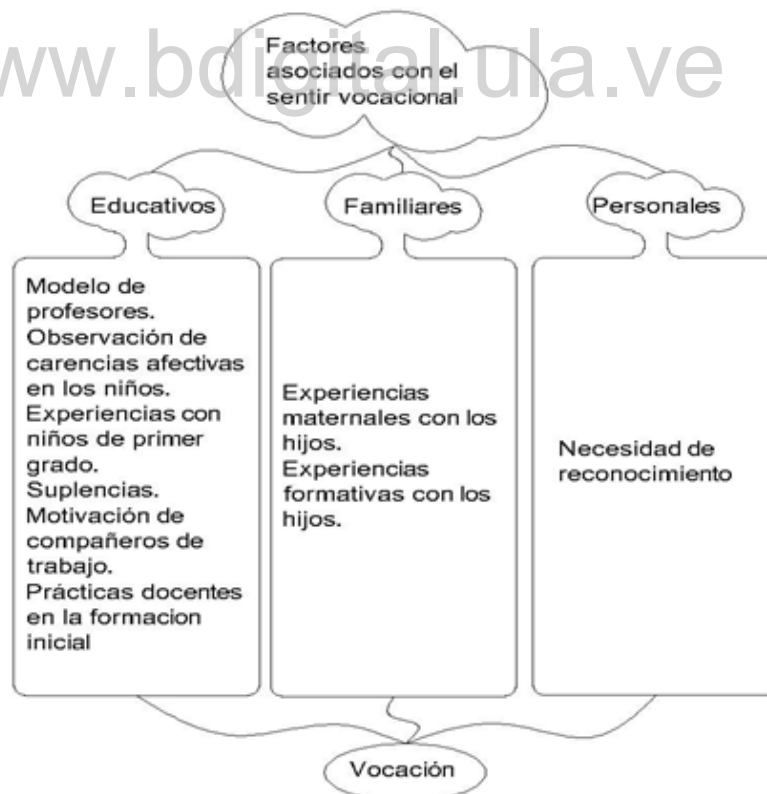 www.bdigital.ula.ve
Factores
asociados con el
sentir vocacional
Educativos
Modelo de
profesores.
Observación de
carencias afectivas
en los niños.
Experiencias con
niños de primer
grado.
Suplencias.
Motivación de
compañeros de
trabajo.
Prácticas docentes
en la formacion
inicial
Familiares
Experiencias
maternales con los
hijos.
Experiencias
formativas con los
hijos.
Personales
Necesidad de
reconocimiento
Vocación